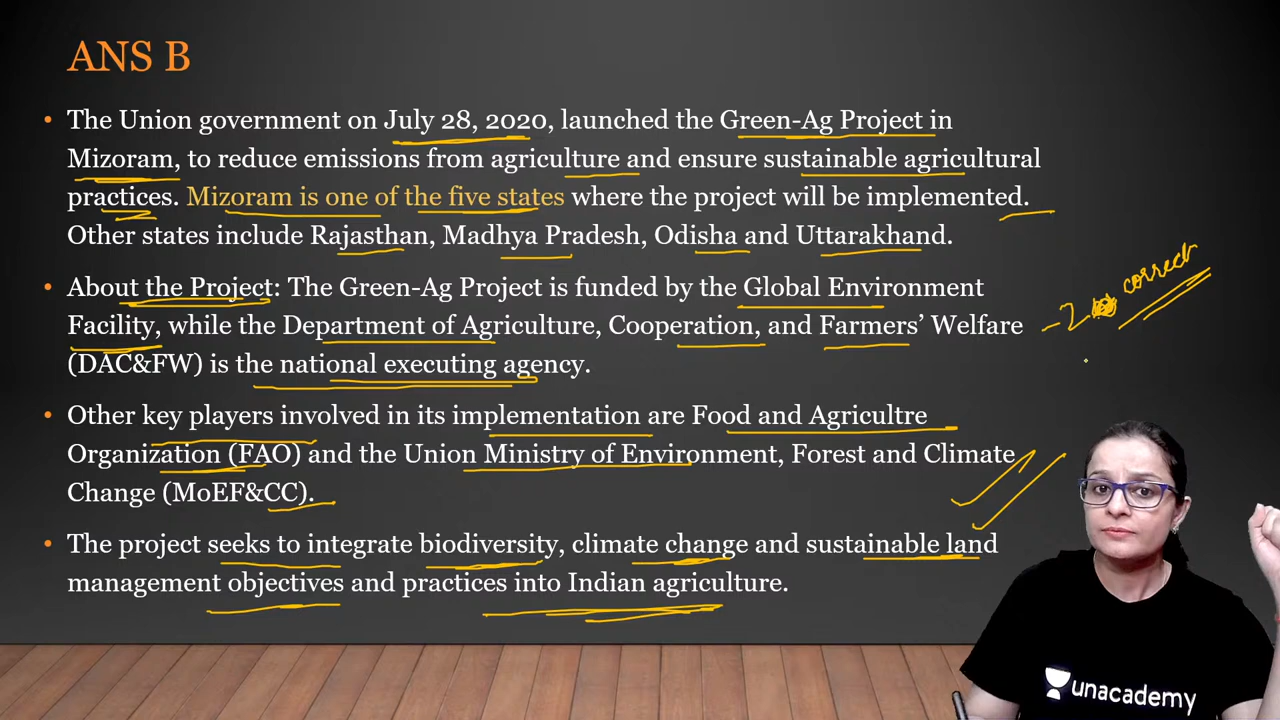 ANS B
• The Union government on July 28, 2020, launched the Green-Ag Project in
Mizoram, to reduce emissions from agriculture and ensure sustainable agricultural
practices. Mizoram is one of the five states where the project will be implemented.
Other states include Rajasthan, Madhya Pradesh, Odisha and Uttarakhand.
• About the Project: The Green-Ag Project is funded by the Global Environment
Facility, while the Department of Agriculture, Cooperation, and Farmers’ Welfare
(DAC&FW) is the national executing agency.
• Other key players involved in its implementation are Food and Agricultre
Organization (FAO) and the Union Ministry of Environment, Forest and Climate
Change (MoEF&CC).
• The project seeks to integrate biodiversity, climate change and sustainable land
management objectives and practices into Indian agriculture.
-2 correct
unacademy